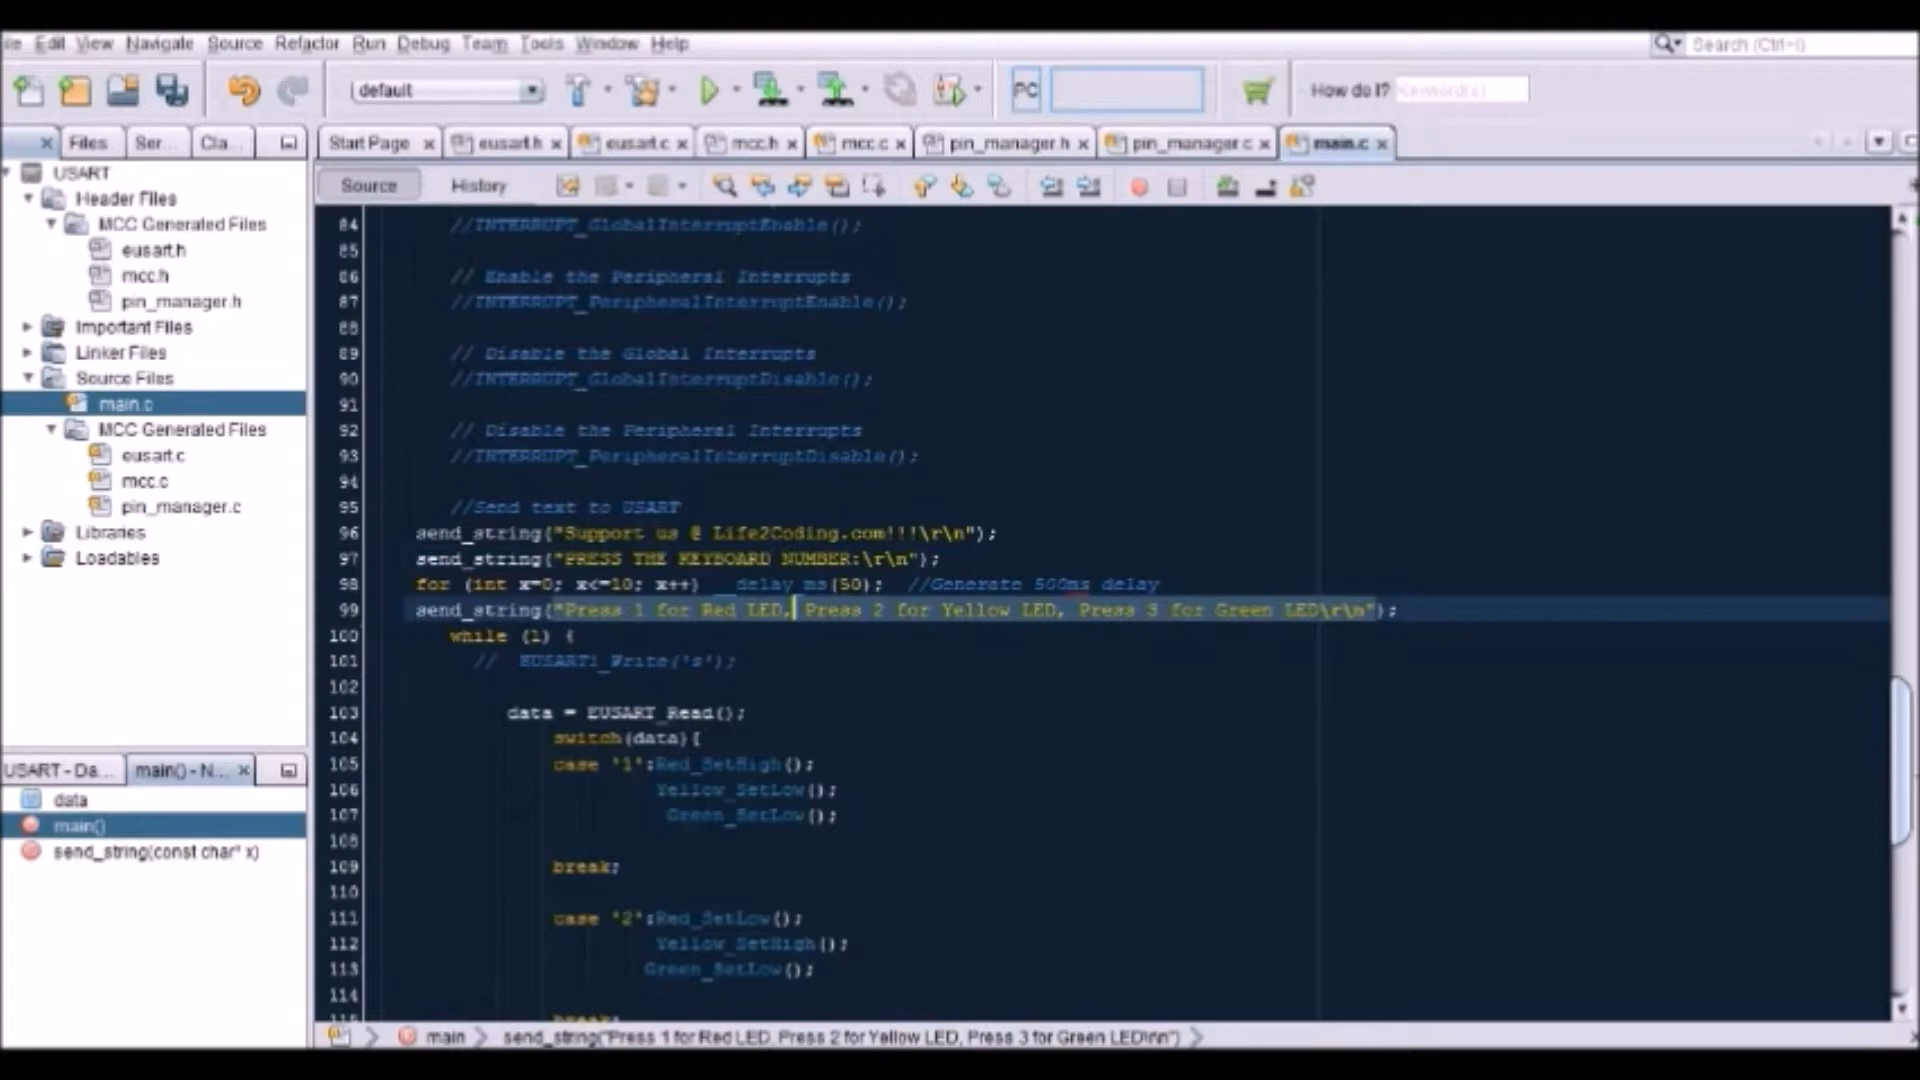 Edit View Navigate Source Refactor Run Debug Team Tools Window Help
Search (Ctrl+I)
default
PC
How do I? Keyword(s)
Files Ser... Cla...
Start Page eusart.h eusart.c mcc.h mcc.c pin_manager.h pin_manager.c main.c
Source History
USART
Header Files
MCC Generated Files
eusart.h
mcc.h
pin_manager.h
Important Files
Linker Files
Source Files
main.c
MCC Generated Files
eusart.c
mcc.c
pin_manager.c
Libraries
Loadables
USART - Da... main() - N...
data
main()
send_string(const char* x)
84 //INTERRUPT_GlobalInterruptEnable();
85
86 // Enable the Peripheral Interrupts
87 //INTERRUPT_PeripheralInterruptEnable();
88
89 // Disable the Global Interrupts
90 //INTERRUPT_GlobalInterruptDisable();
91
92 // Disable the Peripheral Interrupts
93 //INTERRUPT_PeripheralInterruptDisable();
94
95 //Send text to USART
96 send_string("Support us @ Life2Coding.com!!!\r\n");
97 send_string("PRESS THE KEYBOARD NUMBER:\r\n");
98 for (int x=0; x<=10; x++) __delay_ms(50); //Generate 500ms delay
99 send_string("Press 1 for Red LED, Press 2 for Yellow LED, Press 3 for Green LED\r\n");
100 while (1) {
101 // EUSART1_Write('s');
102
103 data = EUSART_Read();
104 switch(data){
105 case '1':Red_SetHigh();
106 Yellow_SetLow();
107 Green_SetLow();
108
109 break;
110
111 case '2':Red_SetLow();
112 Yellow_SetHigh();
113 Green_SetLow();
114
115 break;
main send_string("Press 1 for Red LED, Press 2 for Yellow LED, Press 3 for Green LED\r\n")